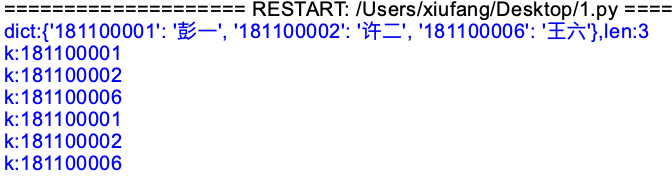 =================== RESTART: /Users/xiufang/Desktop/1.py ====
dict:{'181100001': '彭一', '181100002': '许二', '181100006': '王六'},len:3
k:181100001
k:181100002
k:181100006
k:181100001
k:181100002
k:181100006